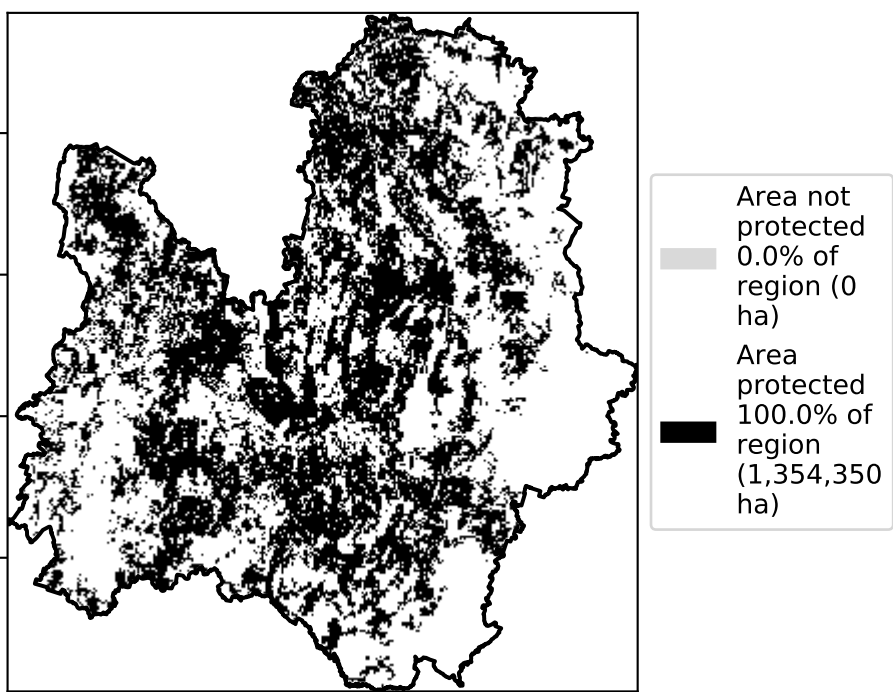 Area not
protected
0.0% of
region (0
ha)
Area
protected
100.0% of
region
(1,354,350
ha)